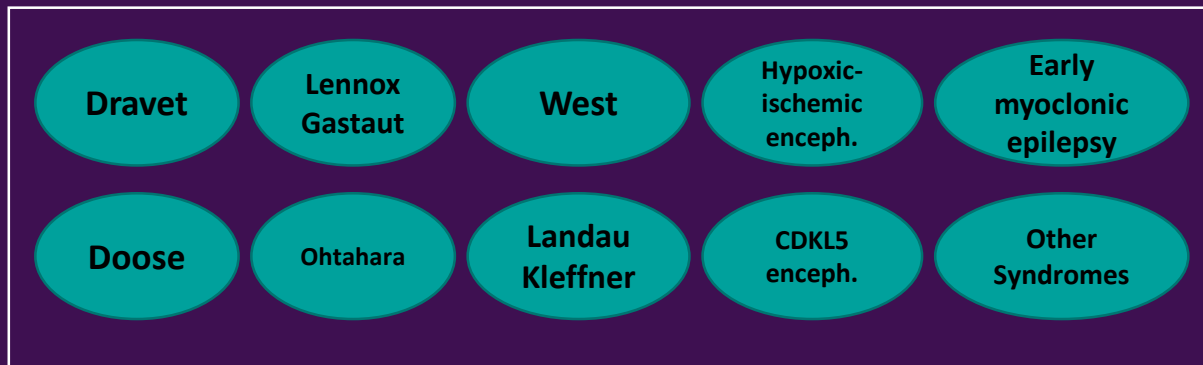 Dravet
Lennox
Gastaut
West
Hypoxic-
ischemic
enceph.
Early
myoclonic
epilepsy
Doose
Ohtahara
Landau
Kleffner
CDKL5
enceph.
Other
Syndromes